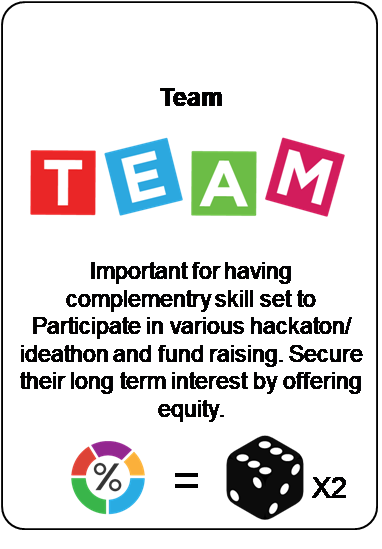 Team
TEAM
Important for having
complementry skill set to
Participate in various hackaton/
ideathon and fund raising. Secure
their long term interest by offering
equity.
% = X2